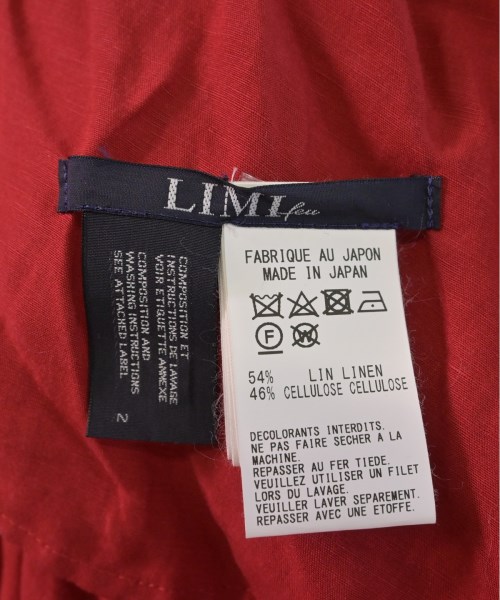 LIMI feu
COMPOSITION ET
INSTRUCTIONS DE LAVAGE
VOIR ETIQUETTE ANNEXE
COMPOSITION AND
WASHING INSTRUCTIONS
SEE ATTACHED LABEL
2
FABRIQUE AU JAPON
MADE IN JAPAN
F W
54% LIN LINEN
46% CELLULOSE CELLULOSE
DECOLORANTS INTERDITS.
NE PAS FAIRE SECHER A LA
MACHINE.
REPASSER AU FER TIEDE.
VEUILLEZ UTILISER UN FILET
LORS DU LAVAGE.
VEUILLER LAVER SEPAREMENT.
REPASSER AVEC UNE ETOFFE.